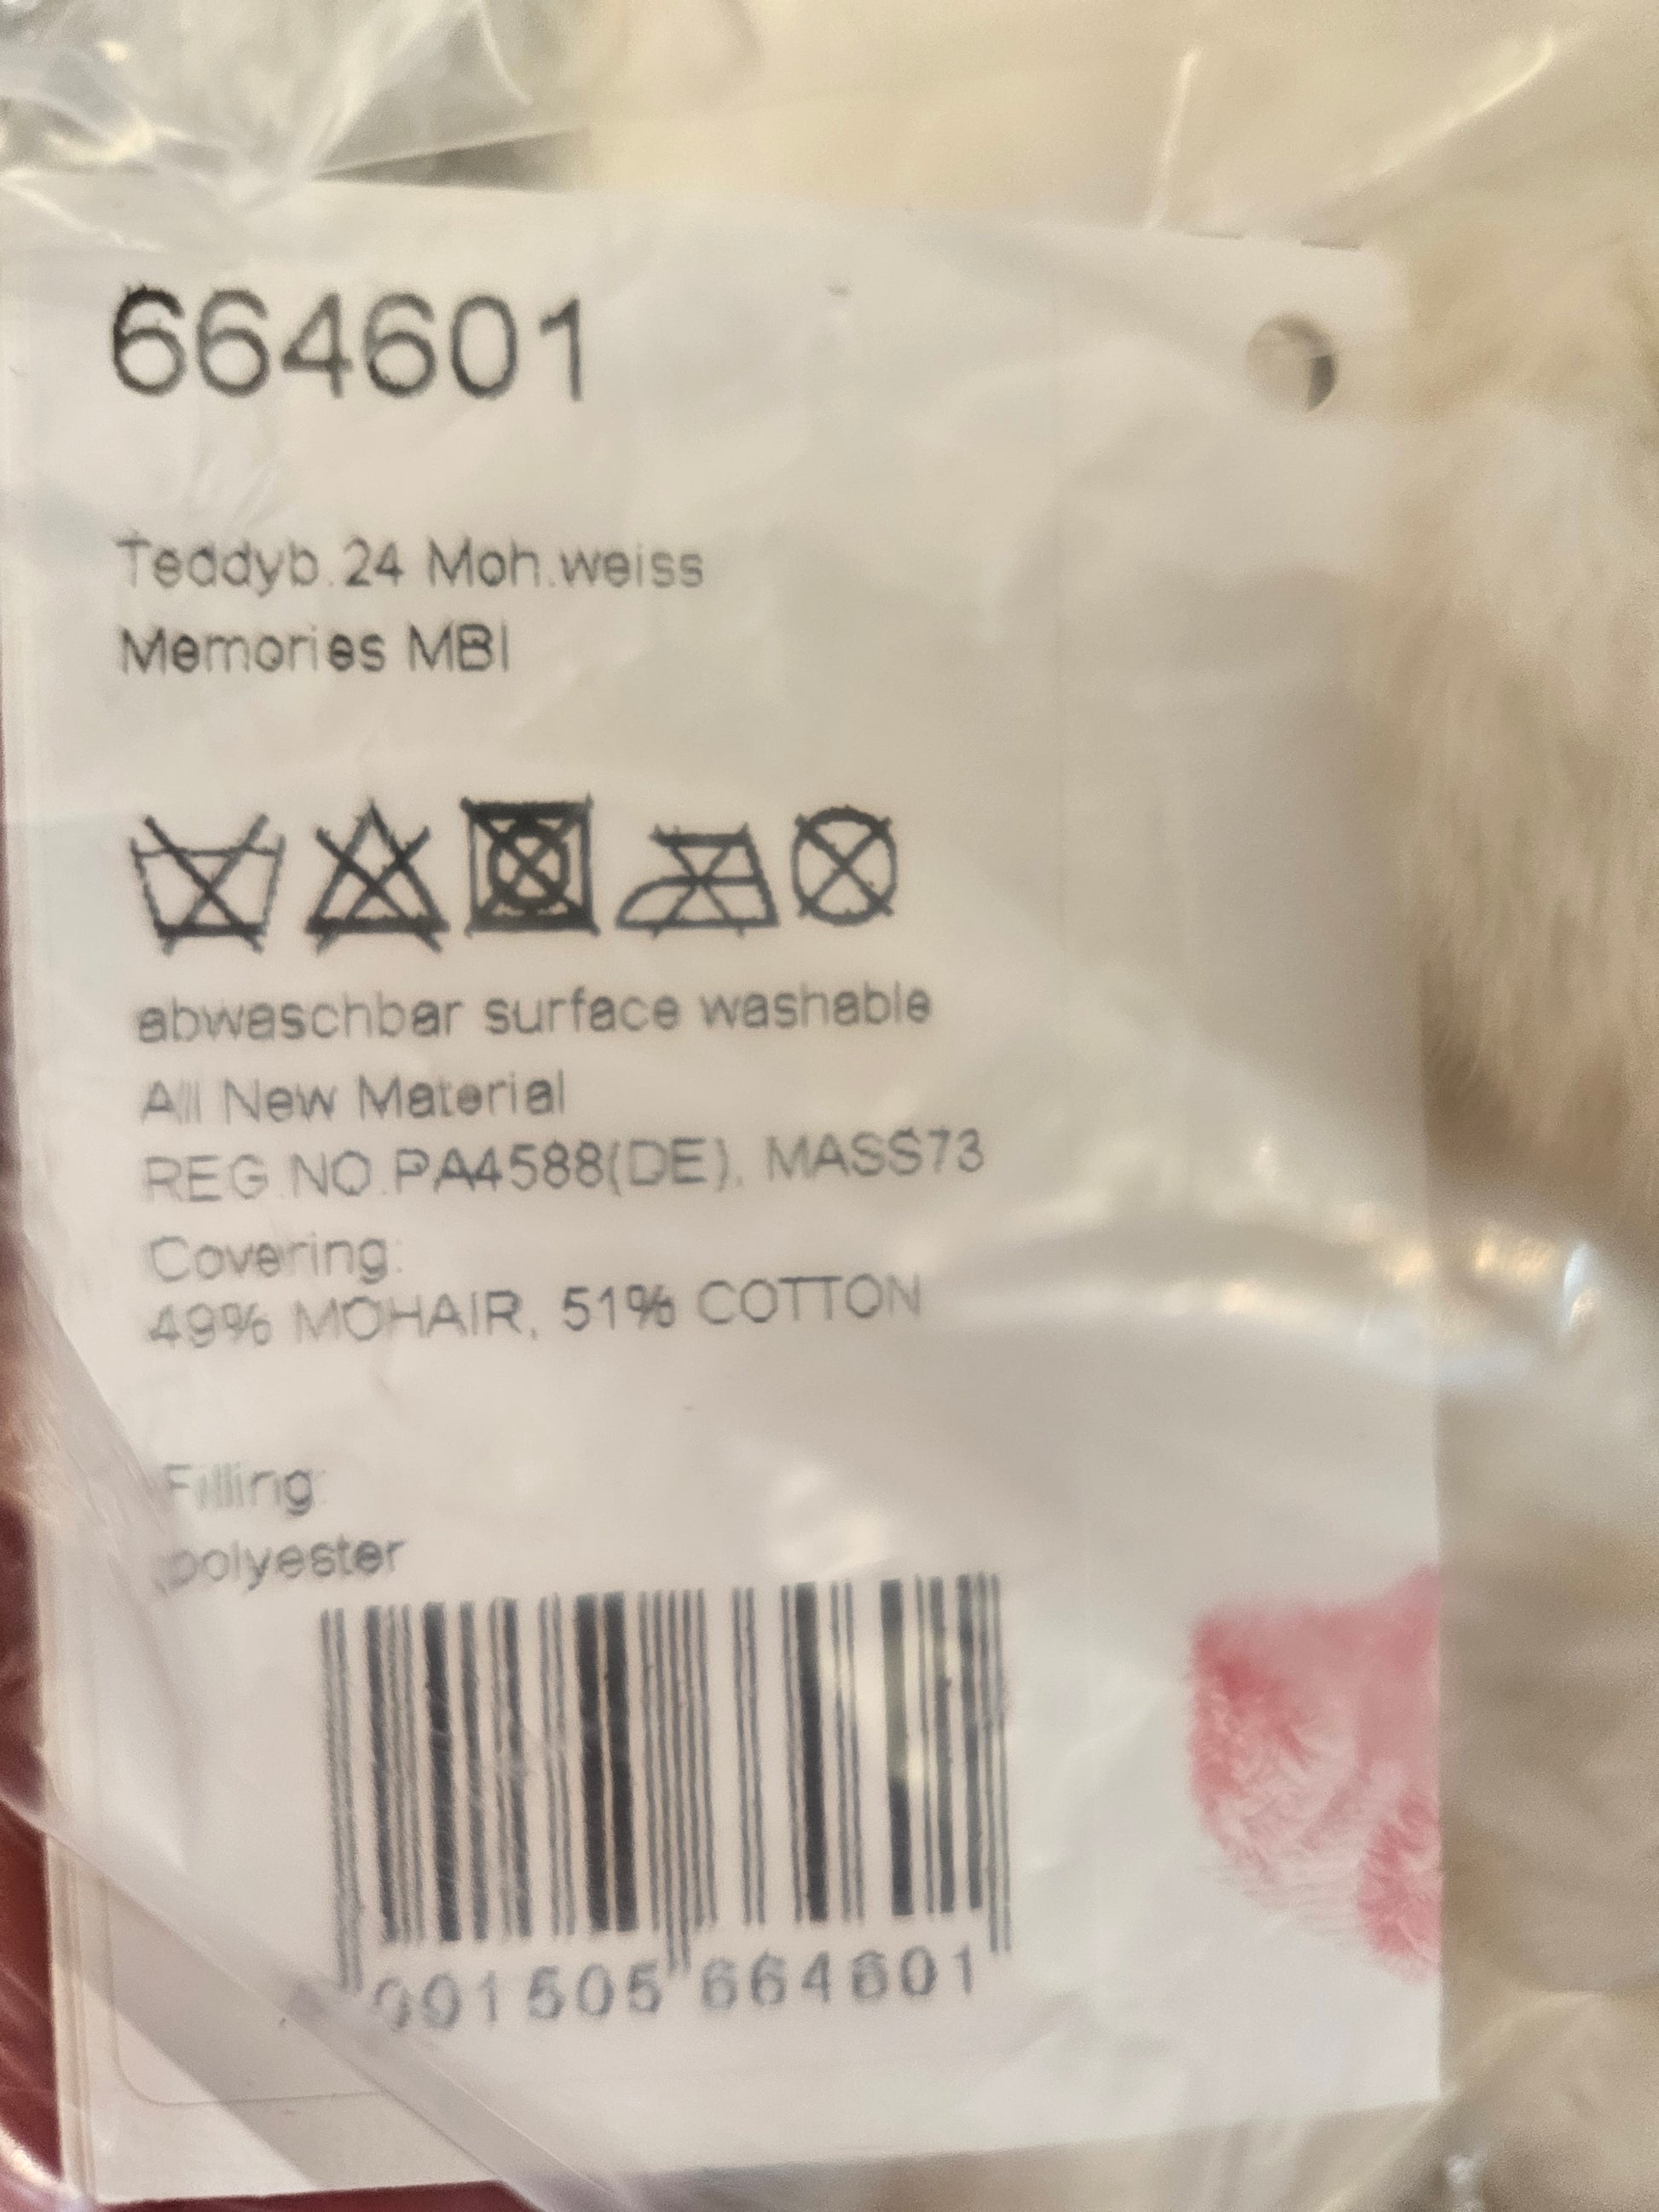 664601
Teddyb.24 Moh.weiss
Memories MBI
abwaschbar surface washable
All New Material
REG.NO.PA4588(DE), MASS73
Covering:
49% MOHAIR, 51% COTTON
Filling:
polyester
001505 664601